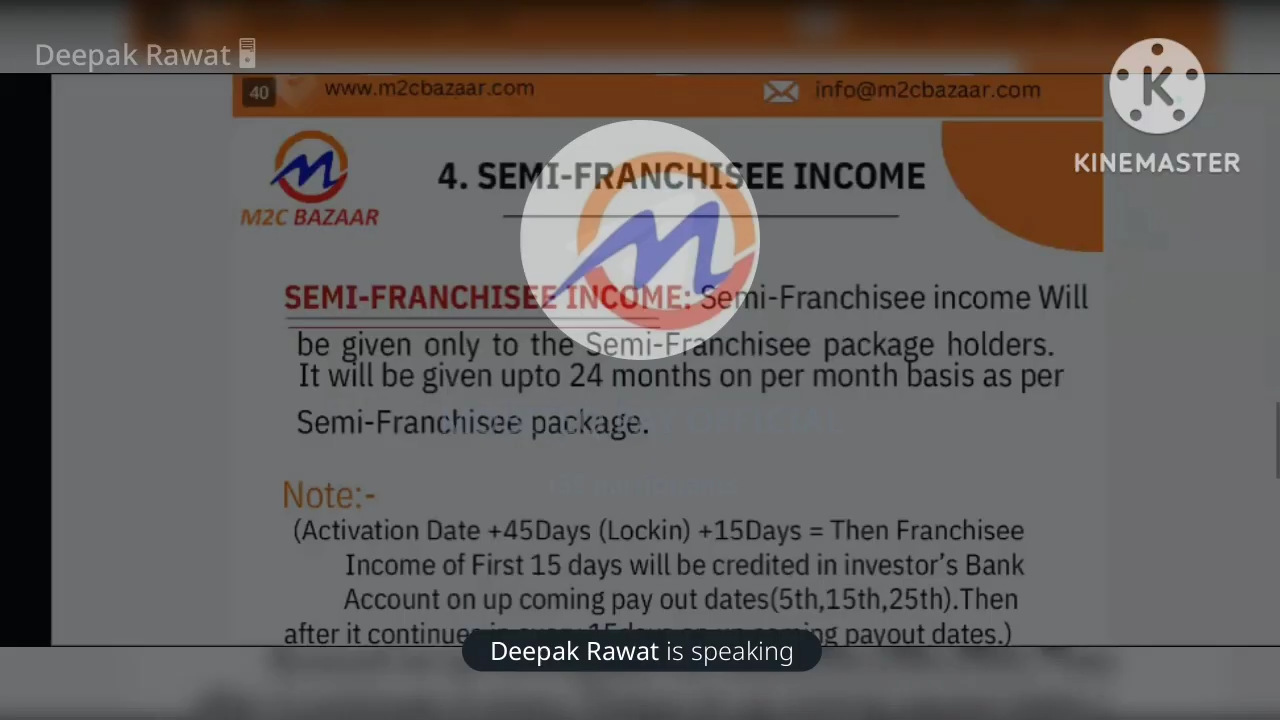 Deepak Rawat
40 www.m2cbazaar.com info@m2cbazaar.com
K
KINEMASTER
M2C BAZAAR
4. SEMI-FRANCHISEE INCOME
SEMI-FRANCHISEE INCOME: Semi-Franchisee income Will
be given only to the Semi-Franchisee package holders.
It will be given upto 24 months on per month basis as per
Semi-Franchisee package.
Note:-
(Activation Date +45Days (Lockin) +15Days = Then Franchisee
Income of First 15 days will be credited in investor's Bank
Account on up coming pay out dates(5th,15th,25th).Then
after it continues in every 15days on up coming payout dates.)
Deepak Rawat is speaking